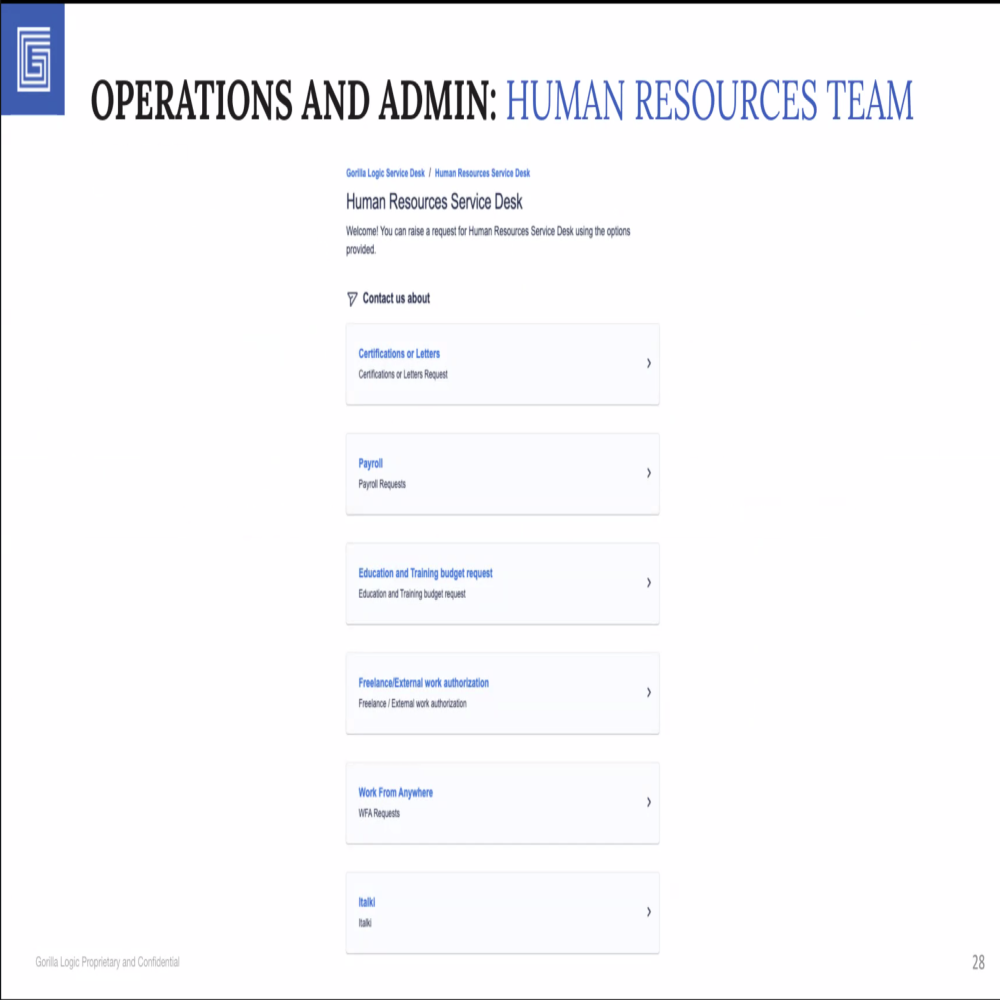 OPERATIONS AND ADMIN: HUMAN RESOURCES TEAM
Gorilla Logic Service Desk / Human Resources Service Desk
Human Resources Service Desk
Welcome! You can raise a request for Human Resources Service Desk using the options
provided.
Contact us about
Certifications or Letters
Certifications or Letters Request
Payroll
Payroll Requests
Education and Training budget request
Education and Training budget request
Freelance/External work authorization
Freelance / External work authorization
Work From Anywhere
WFA Requests
Italki
Italki
Gorilla Logic Proprietary and Confidential
28